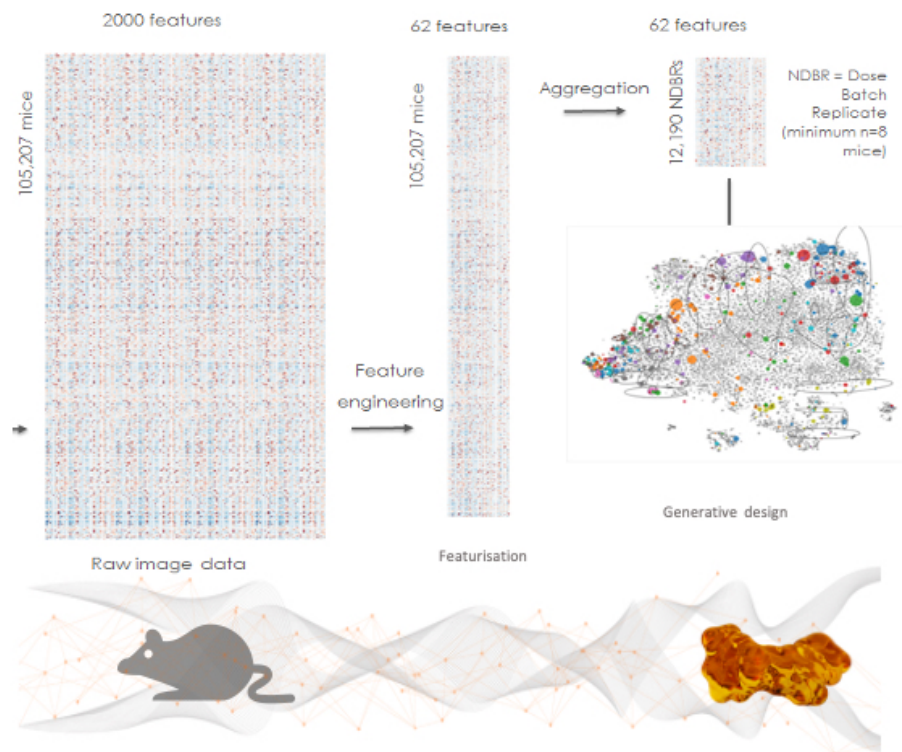 2000 features
105,207 mice
Feature
engineering
62 features
105,207 mice
Aggregation
62 features
12,190 NDBRs
NDBR = Dose
Batch
Replicate
(minimum n=8
mice)
Generative design
Featurisation
Raw image data